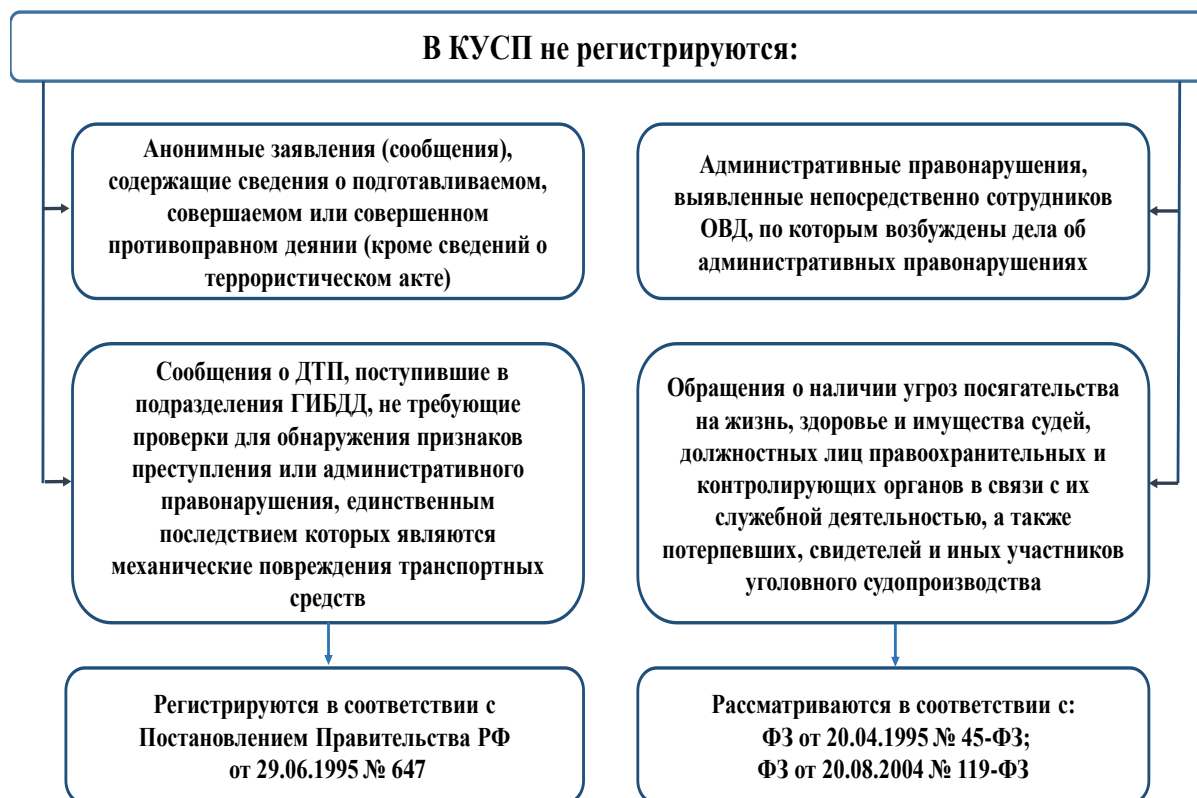 В КУСП не регистрируются:
Анонимные заявления (сообщения),
содержащие сведения о подготавливаемом,
совершаемом или совершенном
противоправном деянии (кроме сведений о
террористическом акте)
Административные правонарушения,
выявленные непосредственно сотрудников
ОВД, по которым возбуждены дела об
административных правонарушениях
Сообщения о ДТП, поступившие в
подразделения ГИБДД, не требующие
проверки для обнаружения признаков
преступления или административного
правонарушения, единственным
последствием которых являются
механические повреждения транспортных
средств
Обращения о наличии угроз посягательства
на жизнь, здоровье и имущества судей,
должностных лиц правоохранительных и
контролирующих органов в связи с их
служебной деятельностью, а также
потерпевших, свидетелей и иных участников
уголовного судопроизводства
Регистрируются в соответствии с
Постановлением Правительства РФ
от 29.06.1995 № 647
Рассматриваются в соответствии с:
ФЗ от 20.04.1995 № 45-ФЗ;
ФЗ от 20.08.2004 № 119-ФЗ